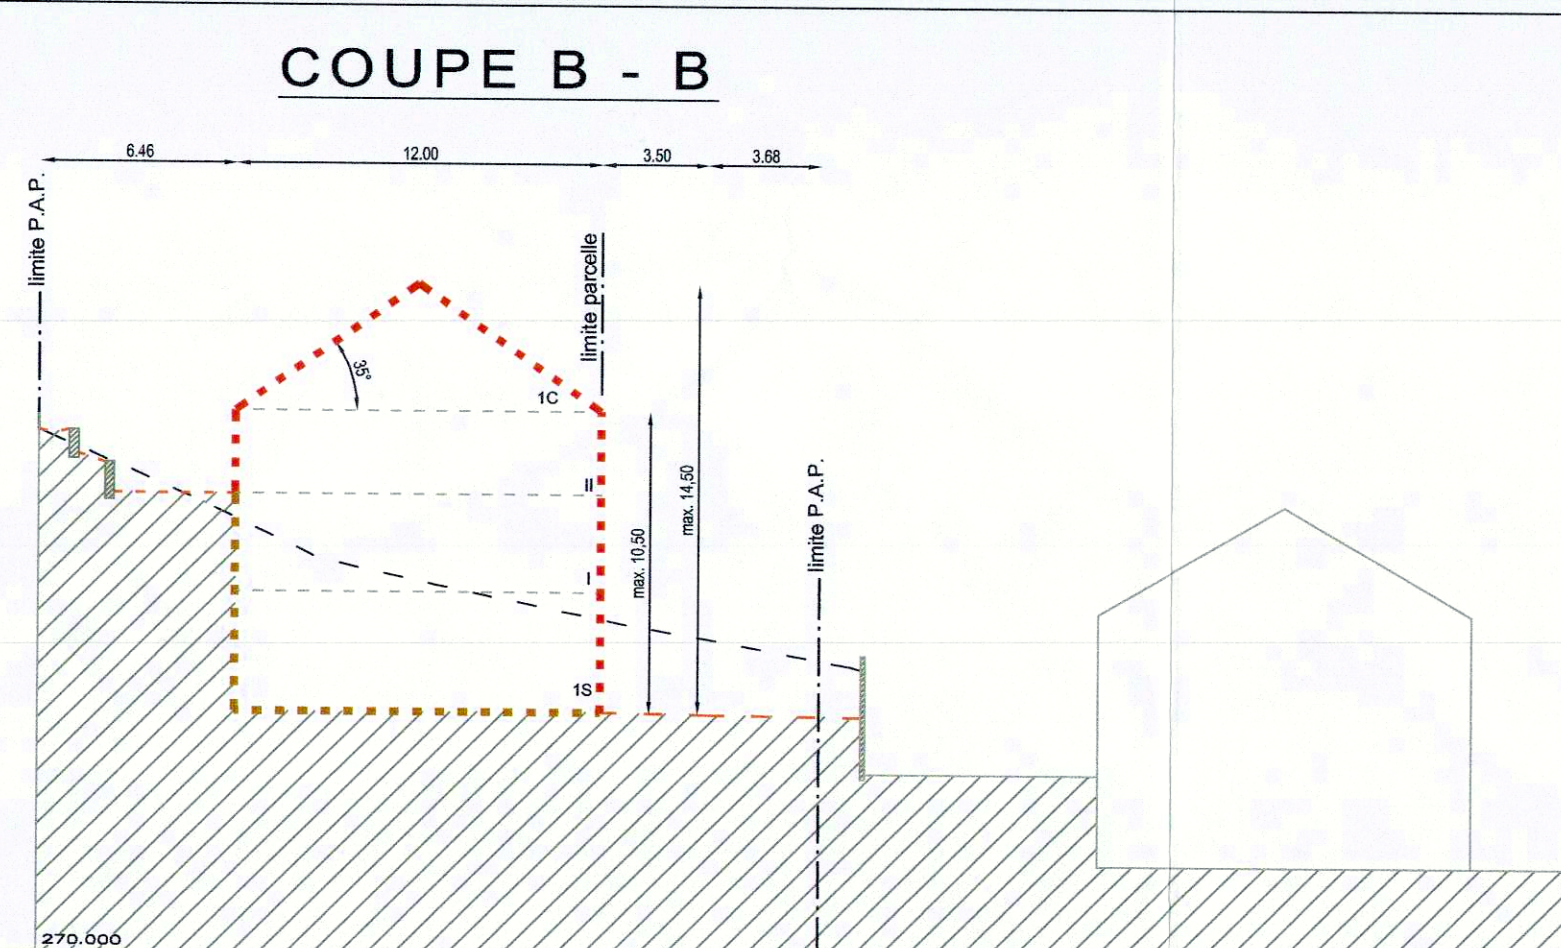 COUPE B - B
6.46 12.00 3.50 3.68
limite P.A.P.
limite parcelle
35°
1C
II
max. 14,50
limite P.A.P.
max. 10,50
I
1S
270.000